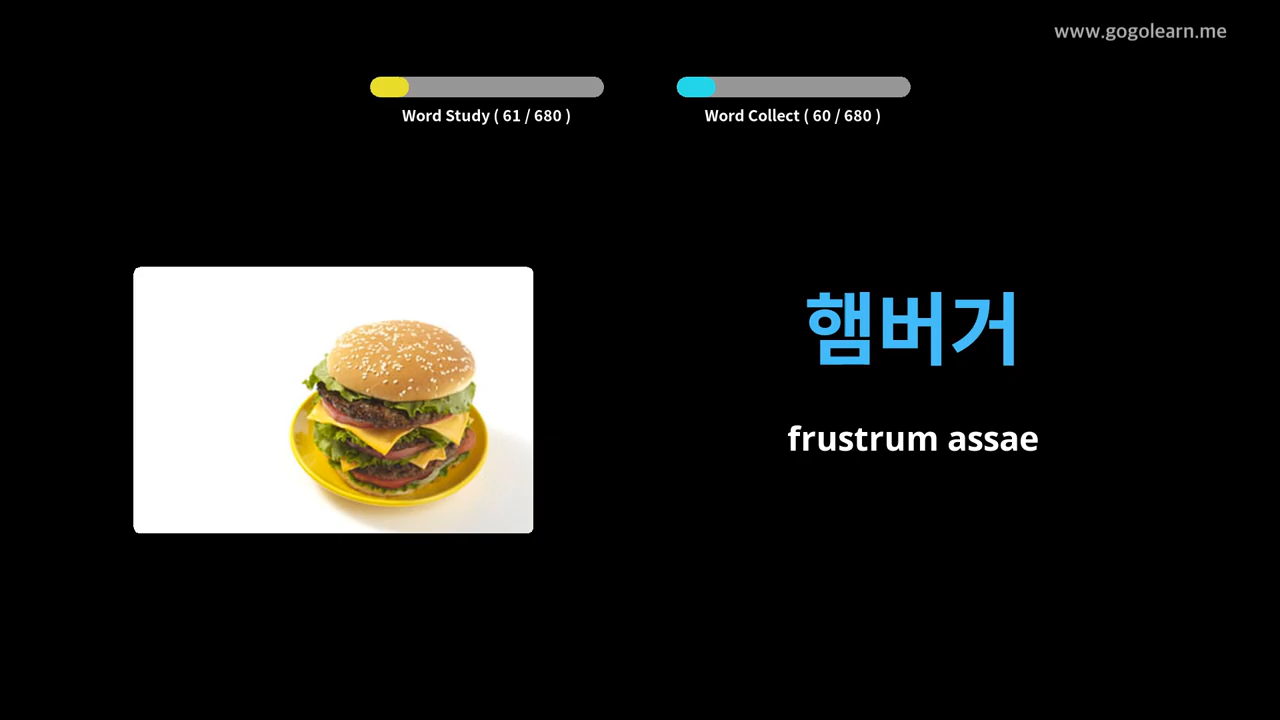 www.gogolearn.me
Word Study ( 61 / 680 )
Word Collect ( 60 / 680 )
햄버거
frustrum assae